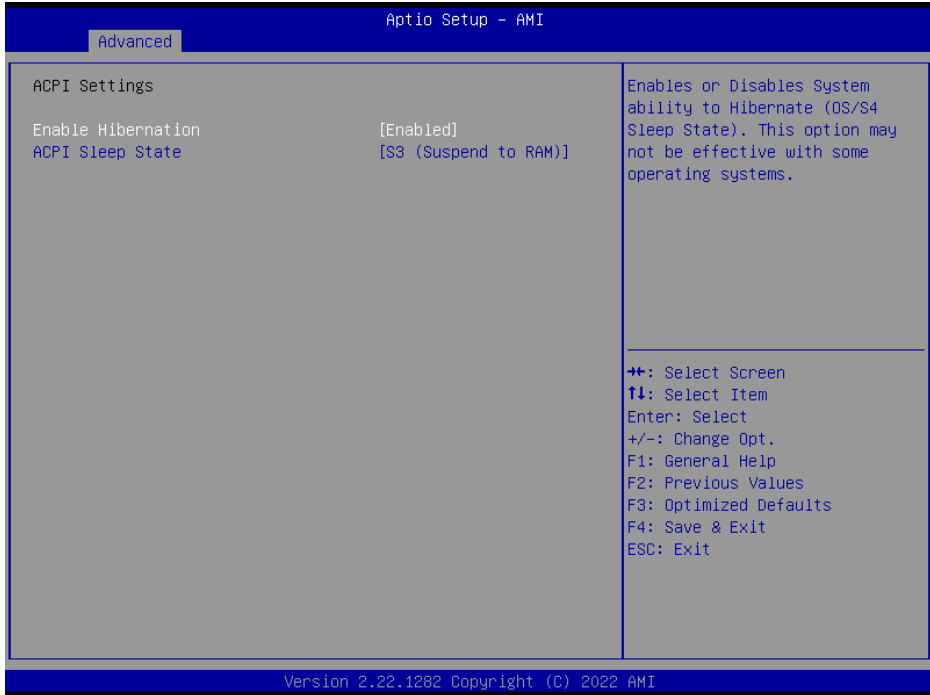 Aptio Setup – AMI
Advanced
ACPI Settings
Enable Hibernation [Enabled]
ACPI Sleep State [S3 (Suspend to RAM)]
Enables or Disables System
ability to Hibernate (OS/S4
Sleep State). This option may
not be effective with some
operating systems.
→←: Select Screen
↑↓: Select Item
Enter: Select
+/-: Change Opt.
F1: General Help
F2: Previous Values
F3: Optimized Defaults
F4: Save & Exit
ESC: Exit
Version 2.22.1282 Copyright (C) 2022 AMI